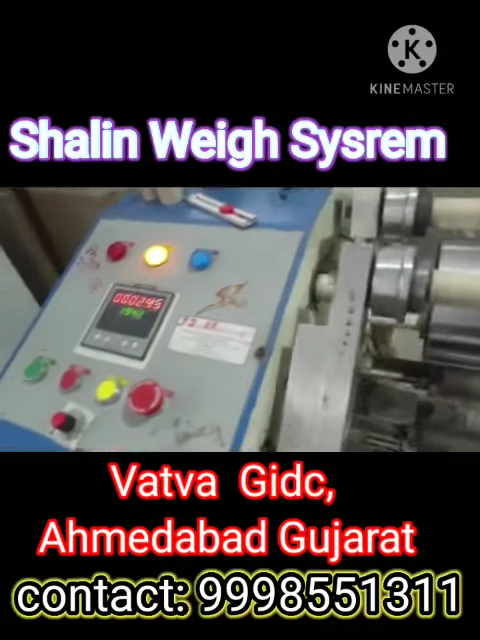 KINEMASTER
Shalin Weigh Sysrem
Vatva Gidc,
Ahmedabad Gujarat
contact: 9998551311